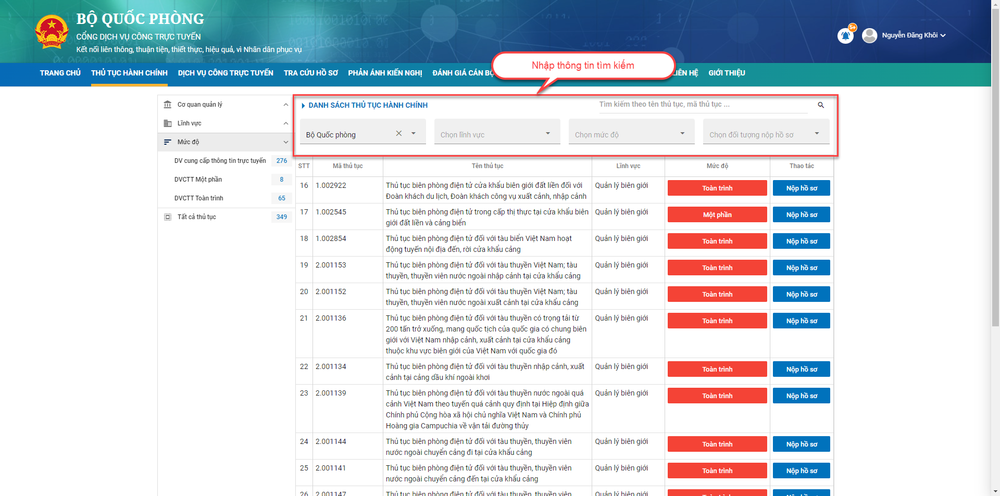 BỘ QUỐC PHÒNG
CỔNG DỊCH VỤ CÔNG TRỰC TUYẾN
Kết nối liên thông, thuận tiện, thiết thực, hiệu quả, vì Nhân dân phục vụ
VIỆT NAM
5+
Nguyễn Đăng Khôi
TRANG CHỦ THỦ TỤC HÀNH CHÍNH DỊCH VỤ CÔNG TRỰC TUYẾN TRA CỨU HỒ SƠ PHẢN ÁNH KIẾN NGHỊ ĐÁNH GIÁ CÁN BỘ LIÊN HỆ GIỚI THIỆU
Nhập thông tin tìm kiếm
Cơ quan quản lý
Lĩnh vực
Mức độ
DV cung cấp thông tin trực tuyến 276
DVCTT Một phần 8
DVCTT Toàn trình 65
Tất cả thủ tục 349
DANH SÁCH THỦ TỤC HÀNH CHÍNH
Tìm kiếm theo tên thủ tục, mã thủ tục ...
Bộ Quốc phòng Chọn lĩnh vực Chọn mức độ Chọn đối tượng nộp hồ sơ
STT Mã thủ tục Tên thủ tục Lĩnh vực Mức độ Thao tác
16 1.002922 Thủ tục biên phòng điện tử cửa khẩu biên giới đất liền đối với Quản lý biên giới Toàn trình Nộp hồ sơ
Đoàn khách du lịch, Đoàn khách công vụ xuất cảnh, nhập cảnh
17 1.002545 Thủ tục biên phòng điện tử trong cấp thị thực tại cửa khẩu biên Quản lý biên giới Một phần Nộp hồ sơ
giới đất liền và cảng biển
18 1.002854 Thủ tục biên phòng điện tử đối với tàu biển Việt Nam hoạt Quản lý biên giới Toàn trình Nộp hồ sơ
động tuyến nội địa đến, rời cửa khẩu cảng
19 2.001153 Thủ tục biên phòng điện tử đối với tàu thuyền Việt Nam; tàu Quản lý biên giới Toàn trình Nộp hồ sơ
thuyền, thuyền viên nước ngoài nhập cảnh tại cửa khẩu cảng
20 2.001152 Thủ tục biên phòng điện tử đối với tàu thuyền Việt Nam; tàu Quản lý biên giới Toàn trình Nộp hồ sơ
thuyền, thuyền viên nước ngoài xuất cảnh tại cửa khẩu cảng
21 2.001136 Thủ tục biên phòng điện tử đối với tàu thuyền có trọng tải từ Quản lý biên giới Toàn trình Nộp hồ sơ
200 tấn trở xuống, mang quốc tịch của quốc gia có chung biên
giới với Việt Nam nhập cảnh, xuất cảnh tại cửa khẩu cảng
thuộc khu vực biên giới của Việt Nam với quốc gia đó
22 2.001134 Thủ tục biên phòng điện tử đối với tàu thuyền nhập cảnh, xuất Quản lý biên giới Toàn trình Nộp hồ sơ
cảnh tại cảng dầu khí ngoài khơi
23 2.001139 Thủ tục biên phòng điện tử đối với tàu thuyền nước ngoài quá Quản lý biên giới Toàn trình Nộp hồ sơ
cảnh Việt Nam theo tuyến quá cảnh quy định tại Hiệp định giữa
Chính phủ Cộng hòa xã hội chủ nghĩa Việt Nam và Chính phủ
Hoàng gia Campuchia về vận tải đường thủy
24 2.001144 Thủ tục biên phòng điện tử đối với tàu thuyền, thuyền viên Quản lý biên giới Toàn trình Nộp hồ sơ
nước ngoài chuyển cảng đi tại cửa khẩu cảng
25 2.001141 Thủ tục biên phòng điện tử đối với tàu thuyền, thuyền viên Quản lý biên giới Toàn trình Nộp hồ sơ
nước ngoài chuyển cảng đến tại cửa khẩu cảng
26 2.001147 Thủ tục biên phòng điện tử đối với tàu thuyền, thuyền viên Quản lý biên giới Toàn trình Nộp hồ sơ